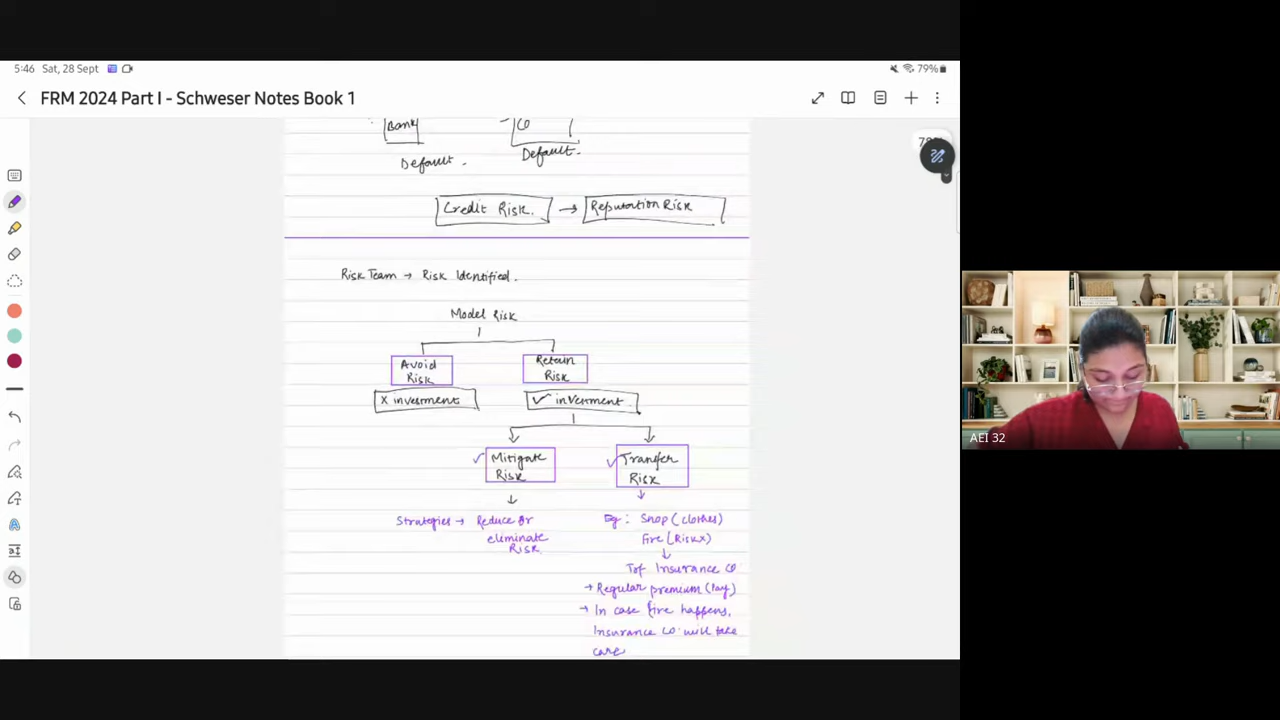 5:46 Sat, 28 Sept
79%
FRM 2024 Part I - Schweser Notes Book 1
Bank
Co
Default.
Default.
Credit Risk. → Reputation Risk
Risk Team → Risk Identified.
Model Risk
Avoid Risk
Retain Risk
X investment
✓ investment
✓ Mitigate Risk
✓ Transfer Risk
Strategies → Reduce or
eliminate
Risk.
Eg: Shop (clothes)
Fire (Risk x)
Tsf Insurance Co
→ Regular premium (Pay)
→ In case fire happens,
Insurance Co. will take
care
AEI 32